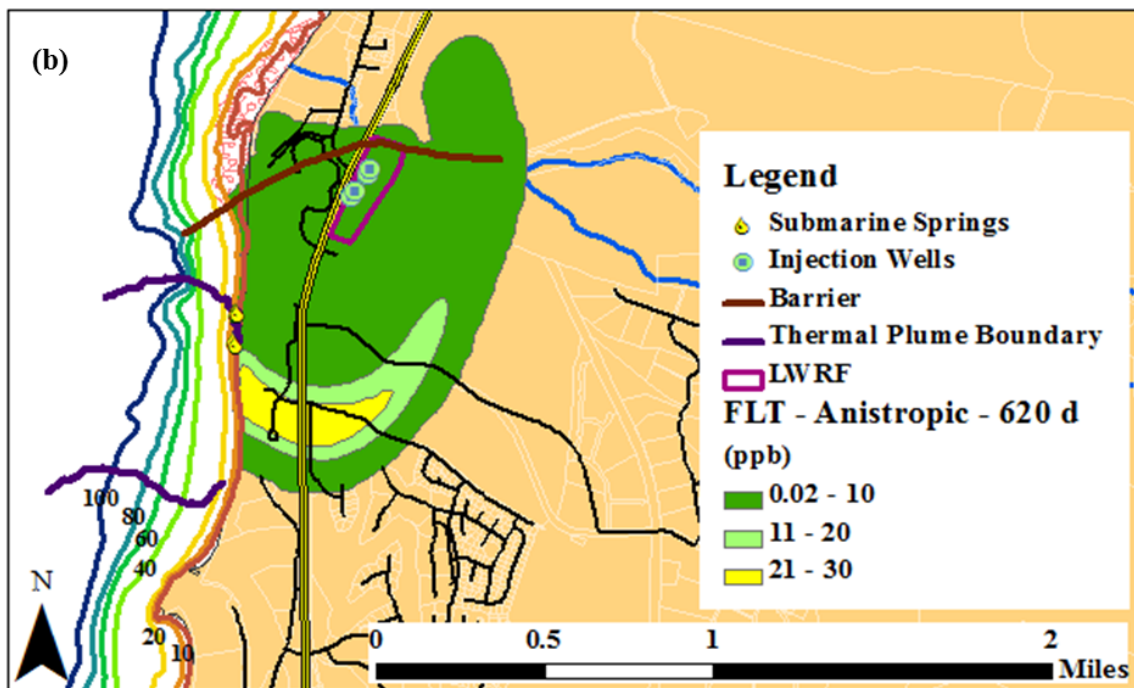 (b)
Legend
Submarine Springs
Injection Wells
Barrier
Thermal Plume Boundary
LWRF
FLT - Anistropic - 620 d
(ppb)
0.02 - 10
11 - 20
21 - 30
100
80
60
40
20
10
N
0 0.5 1 2
Miles